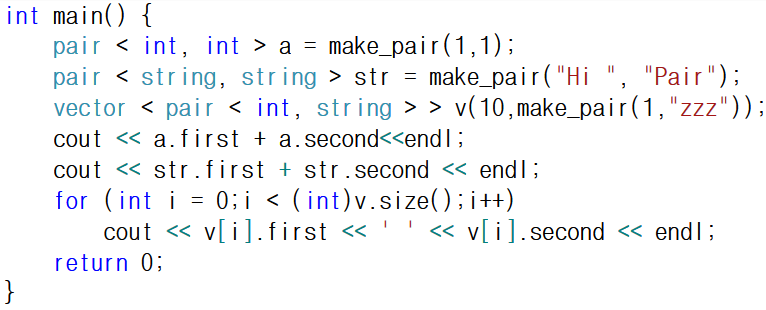 int main() {
    pair < int, int > a = make_pair(1,1);
    pair < string, string > str = make_pair("Hi ", "Pair");
    vector < pair < int, string > > v(10,make_pair(1,"zzz"));
    cout << a.first + a.second<<endl;
    cout << str.first + str.second << endl;
    for (int i = 0;i < (int)v.size();i++)
        cout << v[i].first << ' ' << v[i].second << endl;
    return 0;
}